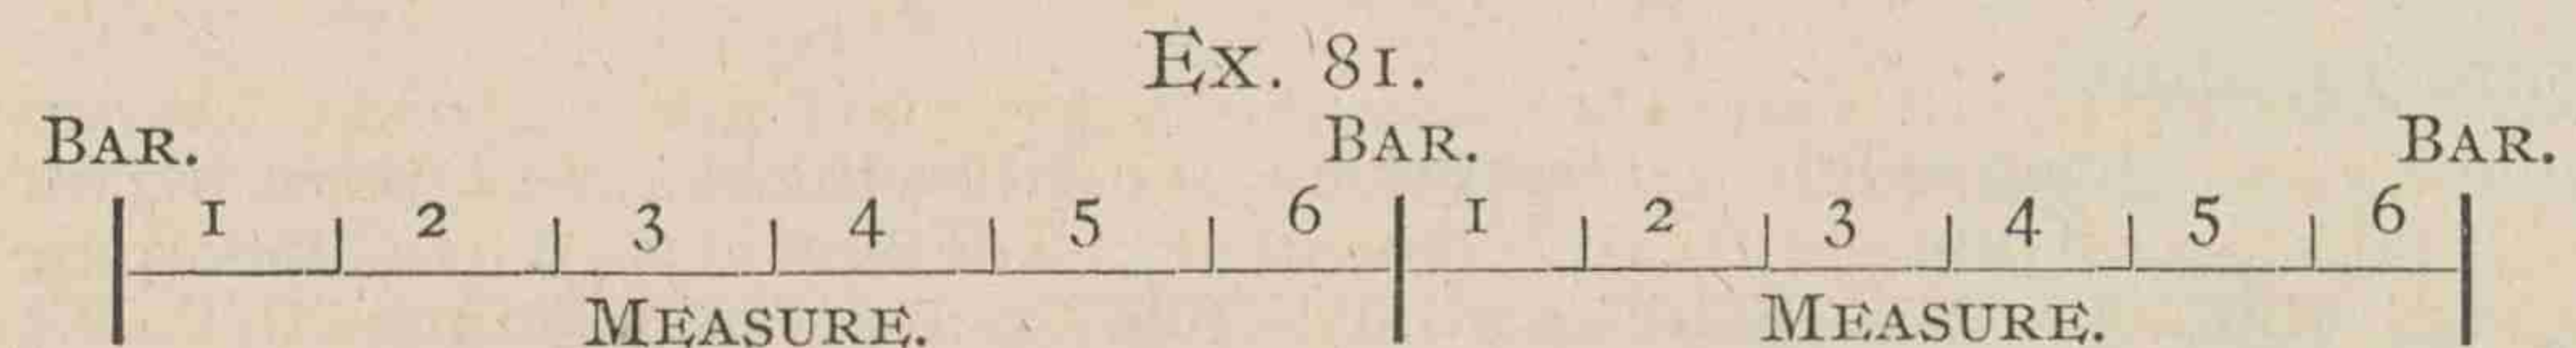 Ex. 81.
Bar. Bar. Bar.
1 2 3 4 5 6 1 2 3 4 5 6
Measure. Measure.